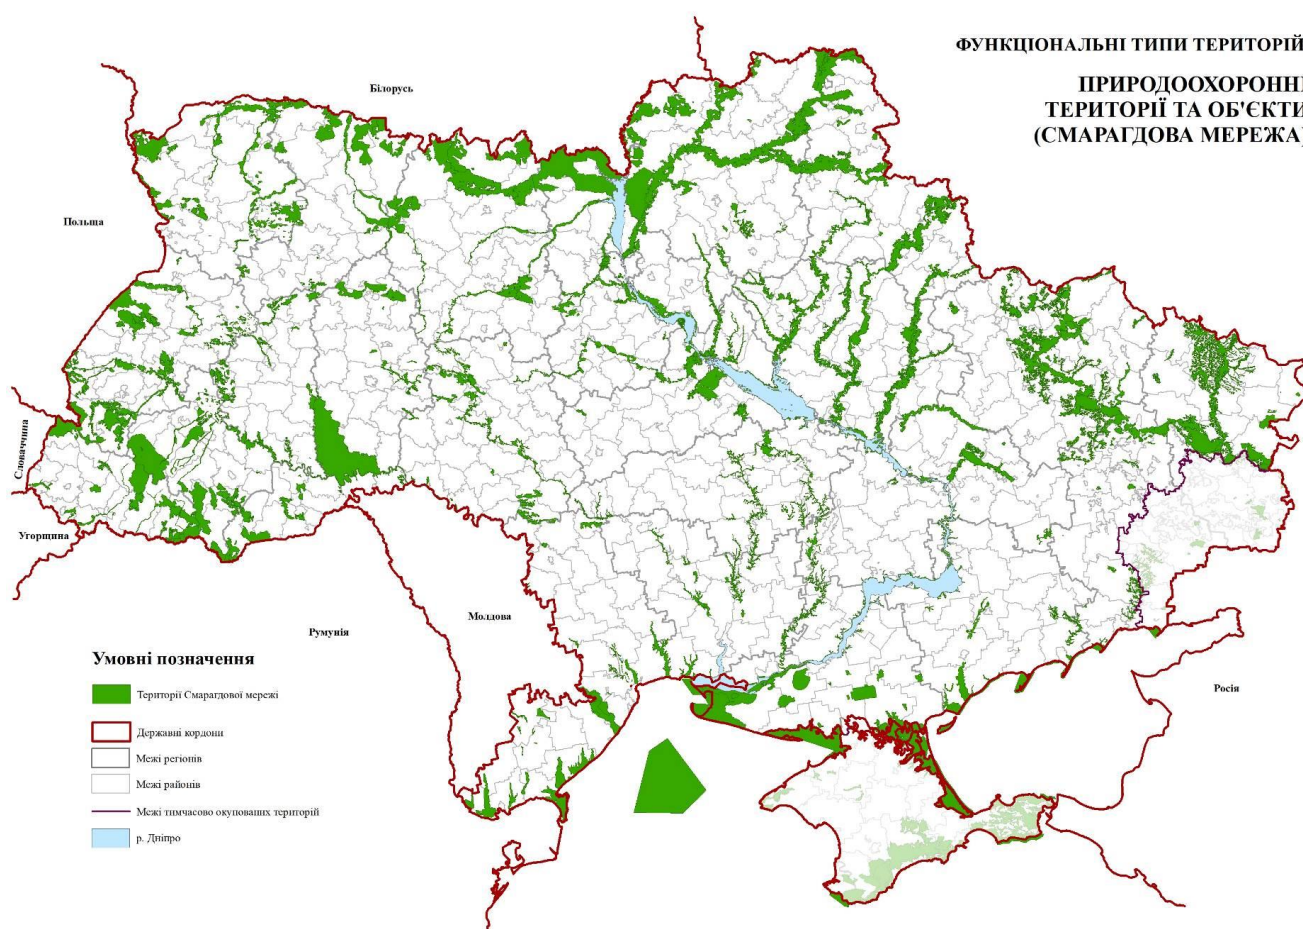 ФУНКЦІОНАЛЬНІ ТИПИ ТЕРИТОРІЙ
ПРИРОДООХОРОННІ
ТЕРИТОРІЇ ТА ОБ'ЄКТИ
(СМАРАГДОВА МЕРЕЖА)
Білорусь
Польща
Словаччина
Угорщина
Румунія
Молдова
Росія
Умовні позначення
Території Смарагдової мережі
Державні кордони
Межі регіонів
Межі районів
Межі тимчасово окупованих територій
р. Дніпро